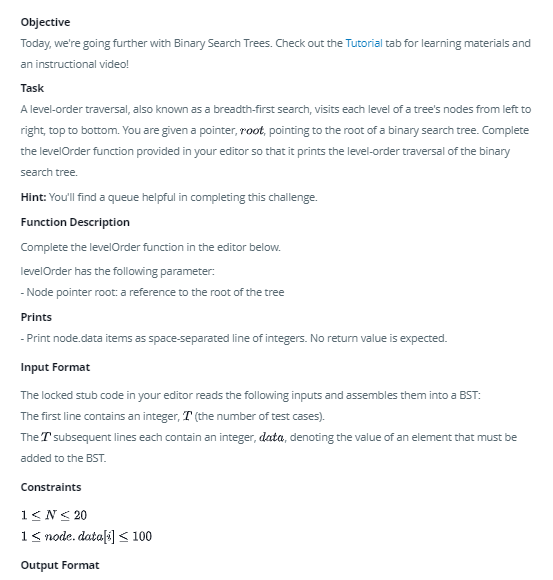 Objective
Today, we're going further with Binary Search Trees. Check out the Tutorial tab for learning materials and
an instructional video!
Task
A level-order traversal, also known as a breadth-first search, visits each level of a tree's nodes from left to
right, top to bottom. You are given a pointer, root, pointing to the root of a binary search tree. Complete
the levelOrder function provided in your editor so that it prints the level-order traversal of the binary
search tree.
Hint: You'll find a queue helpful in completing this challenge.
Function Description
Complete the levelOrder function in the editor below.
levelOrder has the following parameter:
- Node pointer root: a reference to the root of the tree
Prints
- Print node.data items as space-separated line of integers. No return value is expected.
Input Format
The locked stub code in your editor reads the following inputs and assembles them into a BST:
The first line contains an integer, T (the number of test cases).
The T subsequent lines each contain an integer, data, denoting the value of an element that must be
added to the BST.
Constraints
1 ≤ N ≤ 20
1 ≤ node. data[i] ≤ 100
Output Format